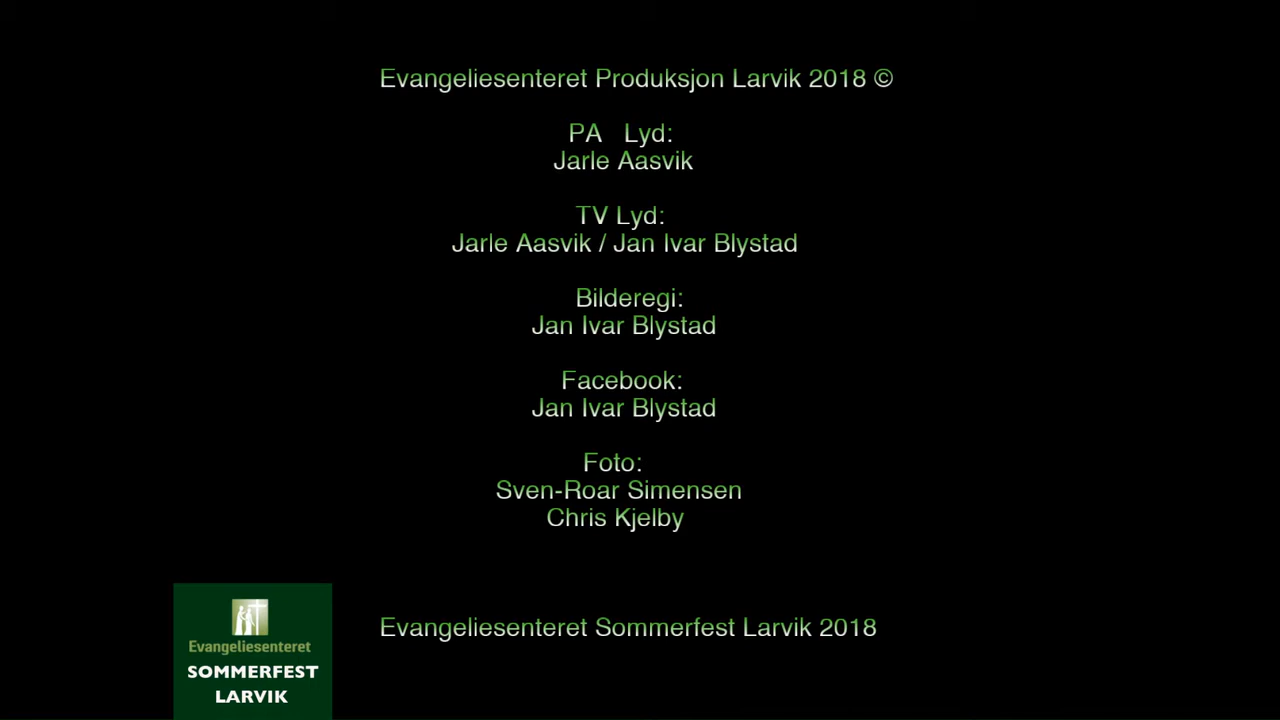 Evangeliesenteret Produksjon Larvik 2018 ©
PA Lyd:
Jarle Aasvik
TV Lyd:
Jarle Aasvik / Jan Ivar Blystad
Bilderegi:
Jan Ivar Blystad
Facebook:
Jan Ivar Blystad
Foto:
Sven-Roar Simensen
Chris Kjelby
Evangeliesenteret Sommerfest Larvik 2018
Evangeliesenteret
SOMMERFEST
LARVIK